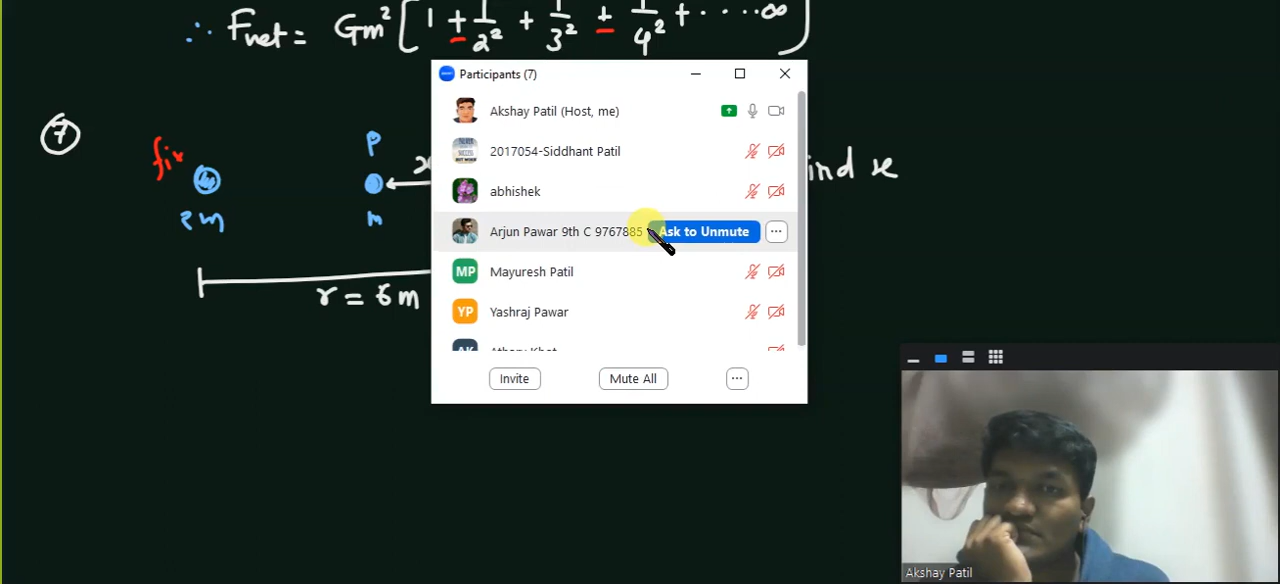 ∴ Fnet = Gm² [ 1 ± 1/2² + 1/3² ± 1/4² + ....∞ ]
Participants (7)
Akshay Patil (Host, me)
2017054-Siddhant Patil
abhishek
Arjun Pawar 9th C 9767885
Ask to Unmute
...
MP
Mayuresh Patil
YP
Yashraj Pawar
Invite
Mute All
...
7
fix
P
x
ind x
2m
m
r = 6m
Akshay Patil